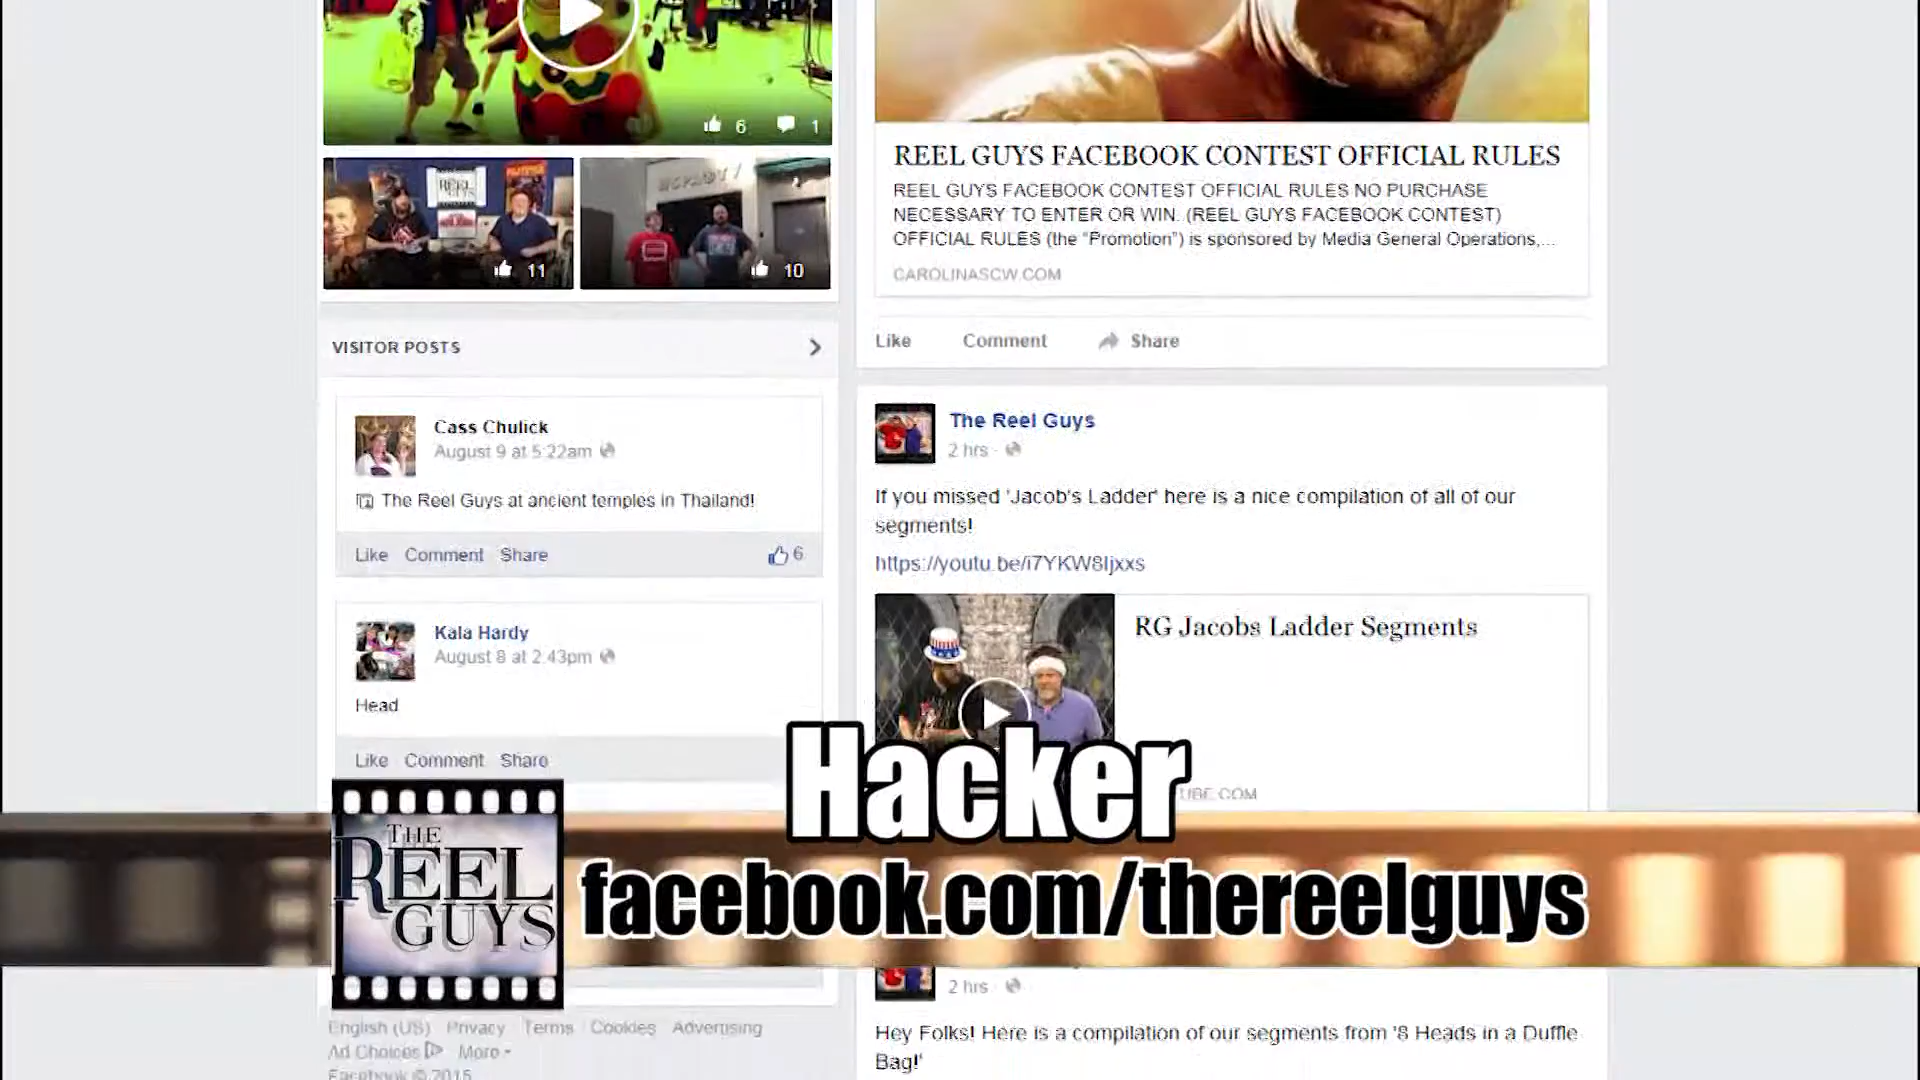 6 1
11
10
VISITOR POSTS
Cass Chulick
August 9 at 5:22am
The Reel Guys at ancient temples in Thailand!
Like Comment Share 6
Kala Hardy
August 8 at 2:43pm
Head
Like Comment Share
English (US) Privacy Terms Cookies Advertising
Ad Choices More
Facebook © 2015
REEL GUYS FACEBOOK CONTEST OFFICIAL RULES
REEL GUYS FACEBOOK CONTEST OFFICIAL RULES NO PURCHASE
NECESSARY TO ENTER OR WIN. (REEL GUYS FACEBOOK CONTEST)
OFFICIAL RULES (the "Promotion") is sponsored by Media General Operations,...
CAROLINASCW.COM
Like Comment Share
The Reel Guys
2 hrs
If you missed 'Jacob's Ladder' here is a nice compilation of all of our
segments!
https://youtu.be/i7YKW8Ijxxs
RG Jacobs Ladder Segments
UBE.COM
2 hrs
Hey Folks! Here is a compilation of our segments from '8 Heads in a Duffle
Bag!'
Hacker
THE
REEL
GUYS
facebook.com/thereelguys